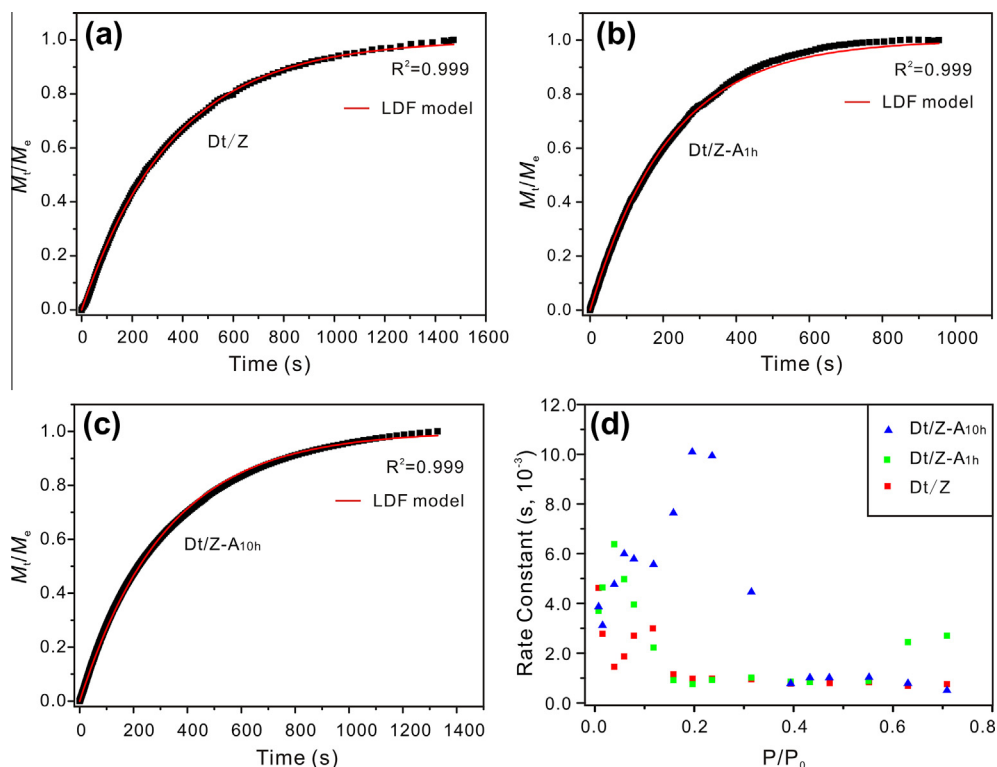 (a)
1.0
0.8
0.6
0.4
0.2
0.0
Mt/Me
R²=0.999
LDF model
Dt/Z
0 200 400 600 800 1000 1200 1400 1600
Time (s)
(b)
1.0
0.8
0.6
0.4
0.2
0.0
Mt/Me
R²=0.999
LDF model
Dt/Z-A1h
0 200 400 600 800 1000
Time (s)
(c)
1.0
0.8
0.6
0.4
0.2
0.0
Mt/Me
R²=0.999
LDF model
Dt/Z-A10h
0 200 400 600 800 1000 1200 1400
Time (s)
(d)
12.0
10.0
8.0
6.0
4.0
2.0
0.0
Rate Constant (s, 10⁻³)
Dt/Z-A10h
Dt/Z-A1h
Dt/Z
0.0 0.2 0.4 0.6 0.8
P/P₀